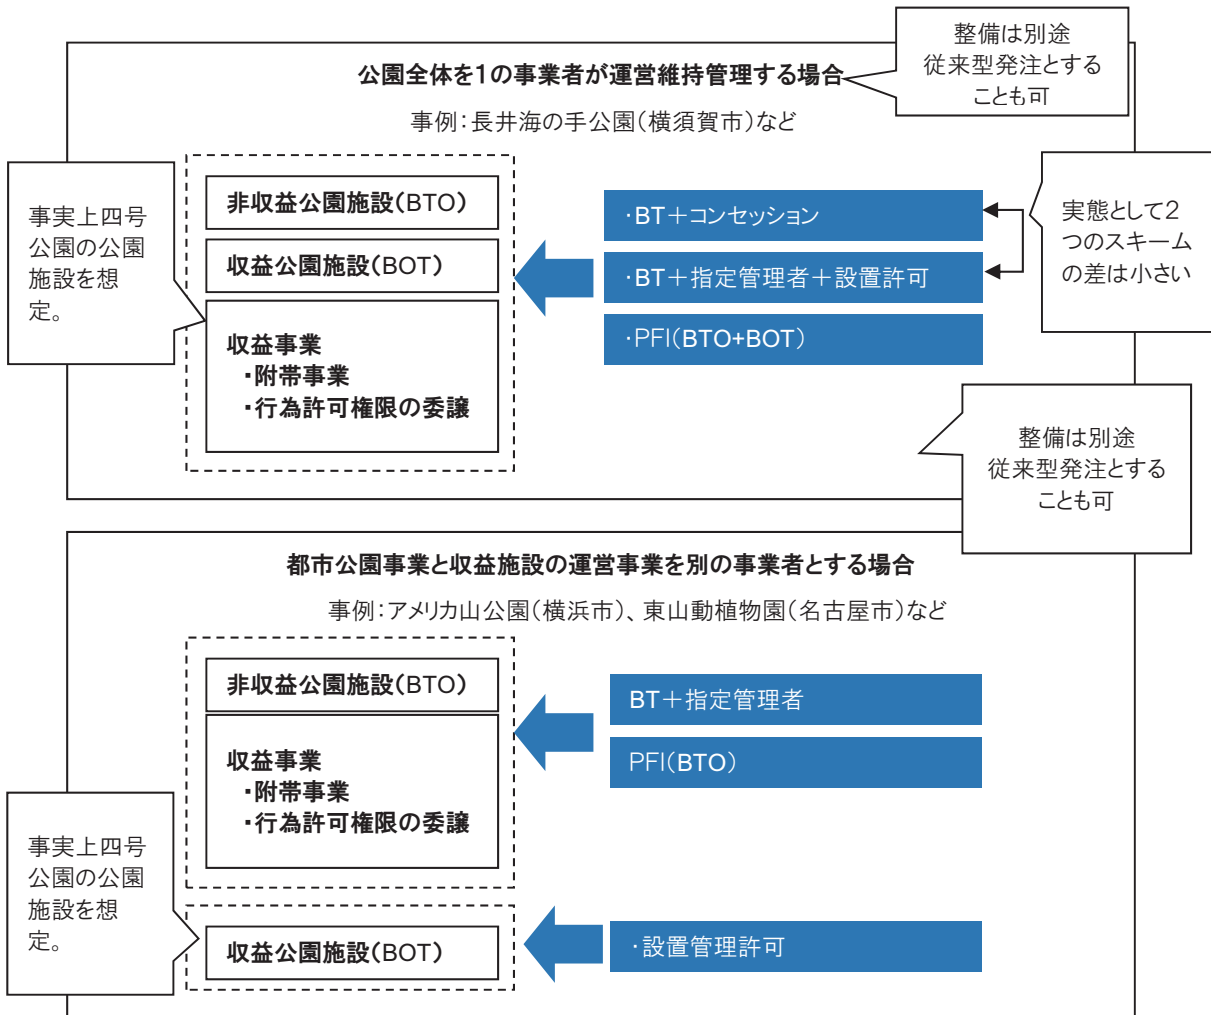 整備は別途
従来型発注とする
ことも可
公園全体を1の事業者が運営維持管理する場合
事例：長井海の手公園（横須賀市）など
事実上四号
公園の公園
施設を想
定。
非収益公園施設（BTO）
収益公園施設（BOT）
収益事業
・附帯事業
・行為許可権限の委譲
・BT＋コンセッション
・BT＋指定管理者＋設置許可
・PFI（BTO+BOT）
実態として2
つのスキーム
の差は小さい
整備は別途
従来型発注とする
ことも可
都市公園事業と収益施設の運営事業を別の事業者とする場合
事例：アメリカ山公園（横浜市）、東山動植物園（名古屋市）など
非収益公園施設（BTO）
収益事業
・附帯事業
・行為許可権限の委譲
BT＋指定管理者
PFI（BTO）
事実上四号
公園の公園
施設を想
定。
収益公園施設（BOT）
・設置管理許可